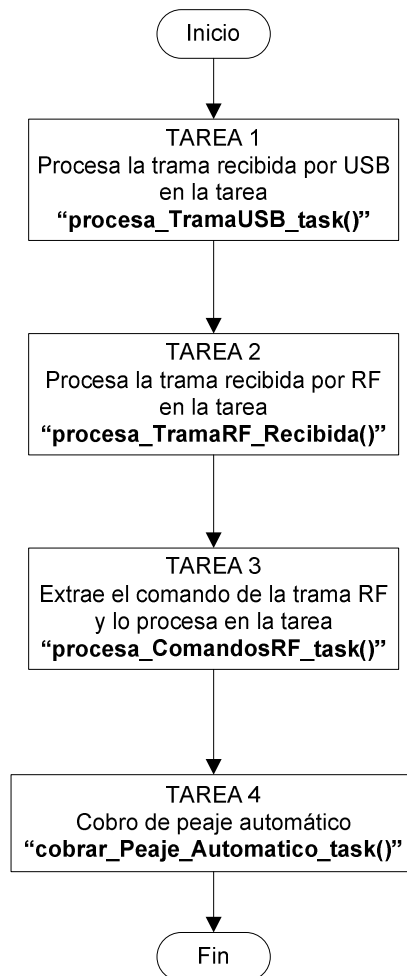 Inicio
TAREA 1
Procesa la trama recibida por USB
en la tarea
“procesa_TramaUSB_task()”
TAREA 2
Procesa la trama recibida por RF
en la tarea
“procesa_TramaRF_Recibida()”
TAREA 3
Extrae el comando de la trama RF
y lo procesa en la tarea
“procesa_ComandosRF_task()”
TAREA 4
Cobro de peaje automático
“cobrar_Peaje_Automatico_task()”
Fin